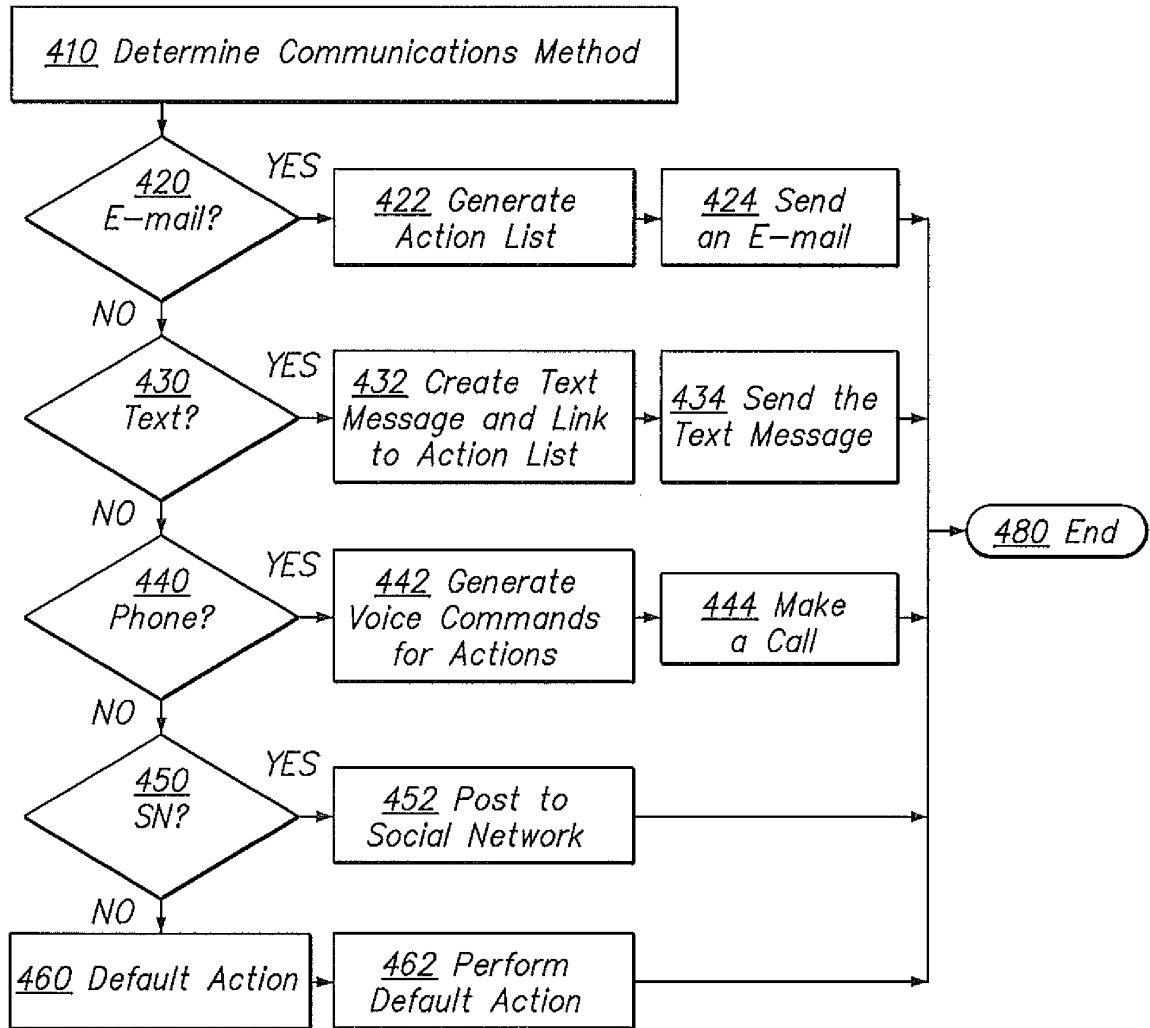 410 Determine Communications Method
420
E-mail?
YES
422 Generate
Action List
424 Send
an E-mail
NO
430
Text?
YES
432 Create Text
Message and Link
to Action List
434 Send the
Text Message
NO
440
Phone?
YES
442 Generate
Voice Commands
for Actions
444 Make
a Call
480 End
NO
450
SN?
YES
452 Post to
Social Network
NO
460 Default Action
462 Perform
Default Action